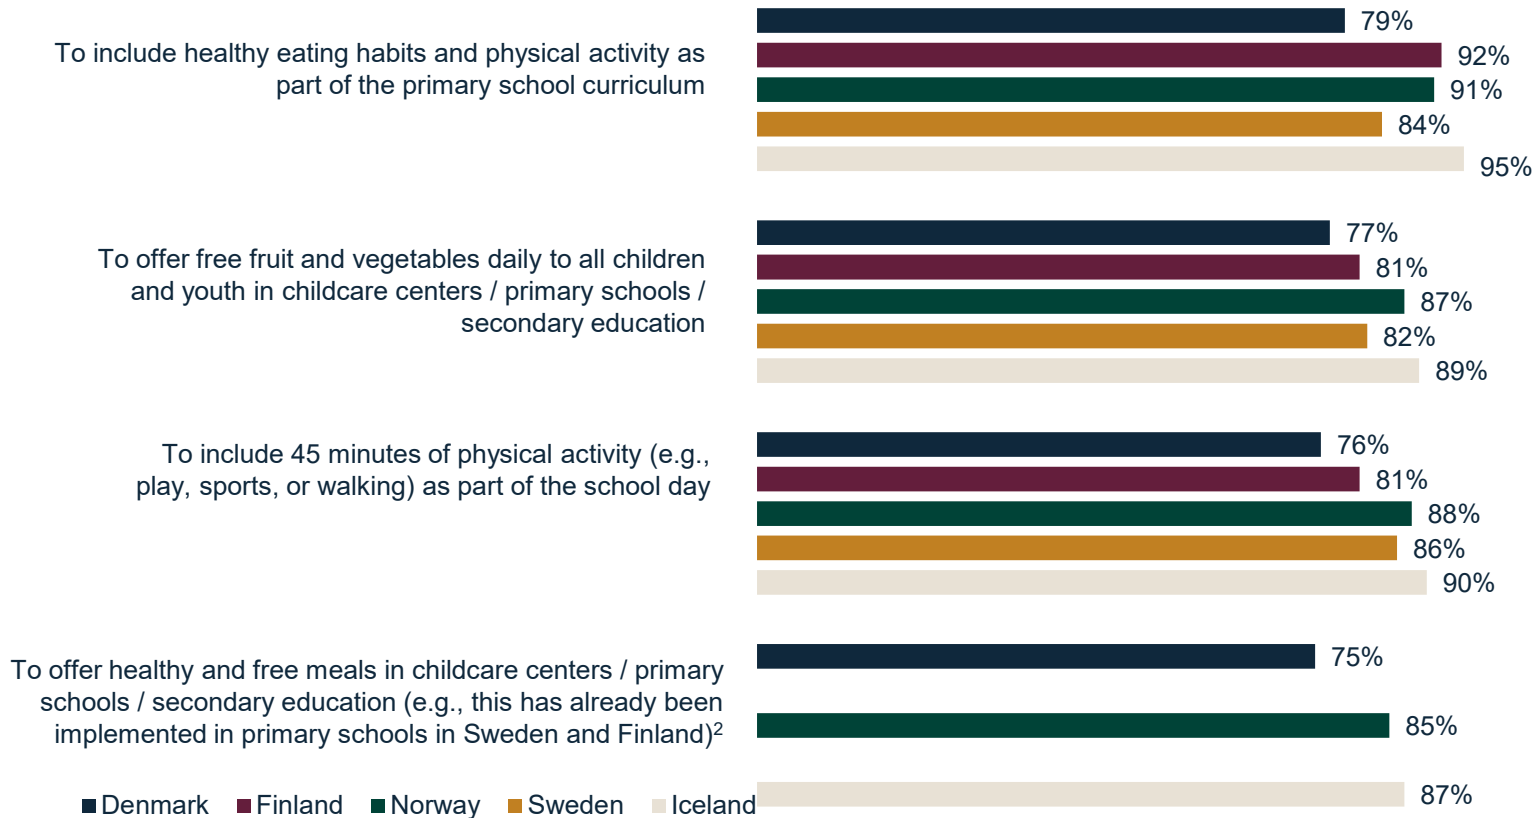 To include healthy eating habits and physical activity as
part of the primary school curriculum
79%
92%
91%
84%
95%
To offer free fruit and vegetables daily to all children
and youth in childcare centers / primary schools /
secondary education
77%
81%
87%
82%
89%
To include 45 minutes of physical activity (e.g.,
play, sports, or walking) as part of the school day
76%
81%
88%
86%
90%
To offer healthy and free meals in childcare centers / primary
schools / secondary education (e.g., this has already been
implemented in primary schools in Sweden and Finland)²
75%
85%
87%
Denmark Finland Norway Sweden Iceland